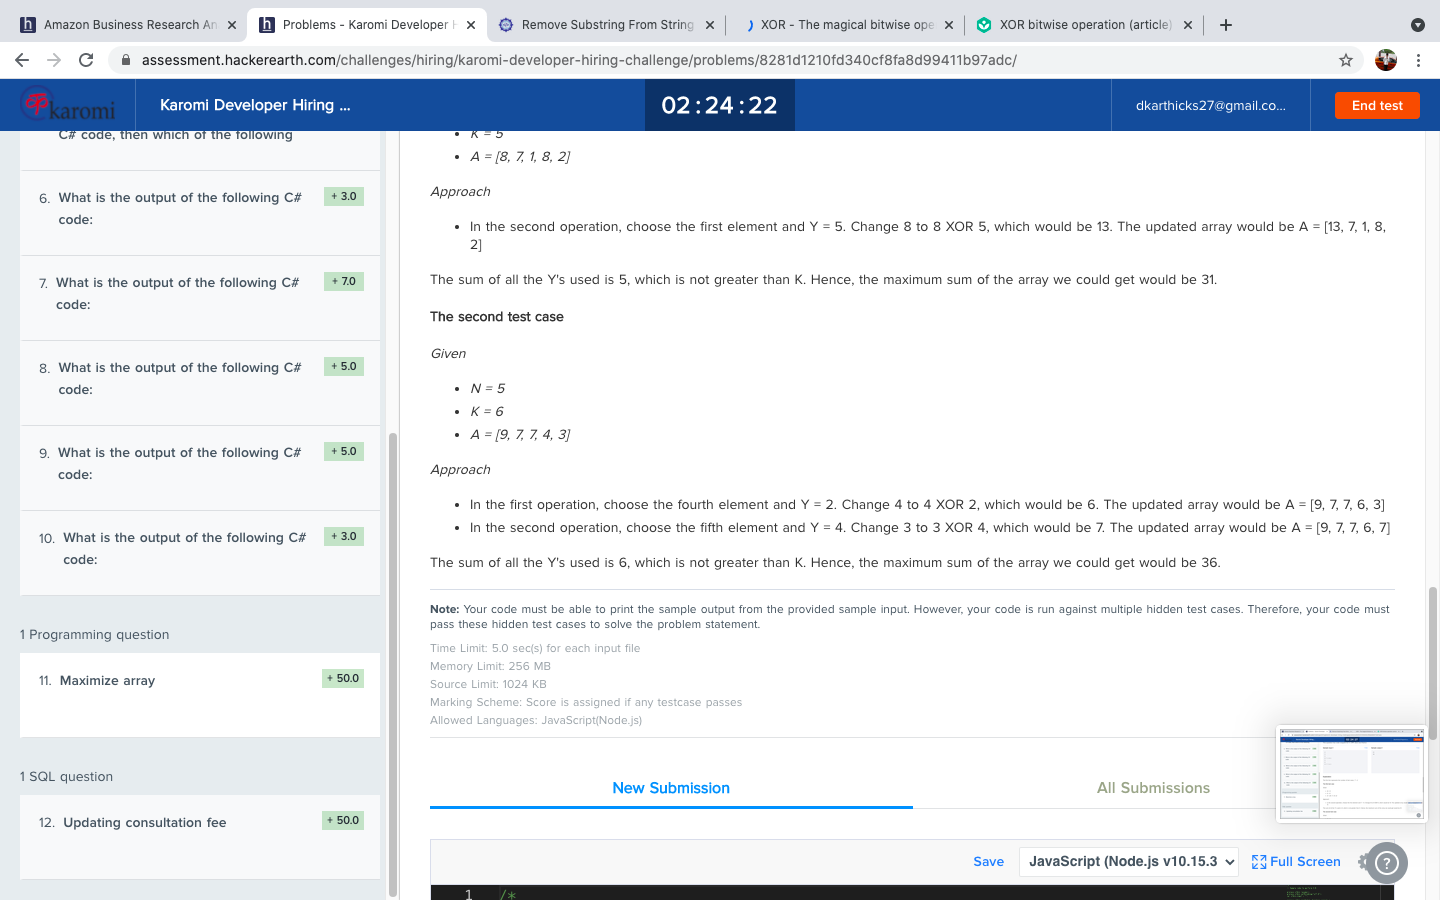 Amazon Business Research An
Problems - Karomi Developer H
Remove Substring From String
XOR - The magical bitwise ope
XOR bitwise operation (article)
assessment.hackerearth.com/challenges/hiring/karomi-developer-hiring-challenge/problems/8281d1210fd340cf8fa8d99411b97adc/
karomi
Karomi Developer Hiring ...
02:24:22
dkarthicks27@gmail.co...
End test
C# code, then which of the following
6. What is the output of the following C# code:
+ 3.0
7. What is the output of the following C# code:
+ 7.0
8. What is the output of the following C# code:
+ 5.0
9. What is the output of the following C# code:
+ 5.0
10. What is the output of the following C# code:
+ 3.0
1 Programming question
11. Maximize array
+ 50.0
1 SQL question
12. Updating consultation fee
+ 50.0
• K = 5
• A = [8, 7, 1, 8, 2]
Approach
• In the second operation, choose the first element and Y = 5. Change 8 to 8 XOR 5, which would be 13. The updated array would be A = [13, 7, 1, 8,
2]
The sum of all the Y's used is 5, which is not greater than K. Hence, the maximum sum of the array we could get would be 31.
The second test case
Given
• N = 5
• K = 6
• A = [9, 7, 7, 4, 3]
Approach
• In the first operation, choose the fourth element and Y = 2. Change 4 to 4 XOR 2, which would be 6. The updated array would be A = [9, 7, 7, 6, 3]
• In the second operation, choose the fifth element and Y = 4. Change 3 to 3 XOR 4, which would be 7. The updated array would be A = [9, 7, 7, 6, 7]
The sum of all the Y's used is 6, which is not greater than K. Hence, the maximum sum of the array we could get would be 36.
Note: Your code must be able to print the sample output from the provided sample input. However, your code is run against multiple hidden test cases. Therefore, your code must
pass these hidden test cases to solve the problem statement.
Time Limit: 5.0 sec(s) for each input file
Memory Limit: 256 MB
Source Limit: 1024 KB
Marking Scheme: Score is assigned if any testcase passes
Allowed Languages: JavaScript(Node.js)
New Submission
All Submissions
Save
JavaScript (Node.js v10.15.3
Full Screen
?
1 /*